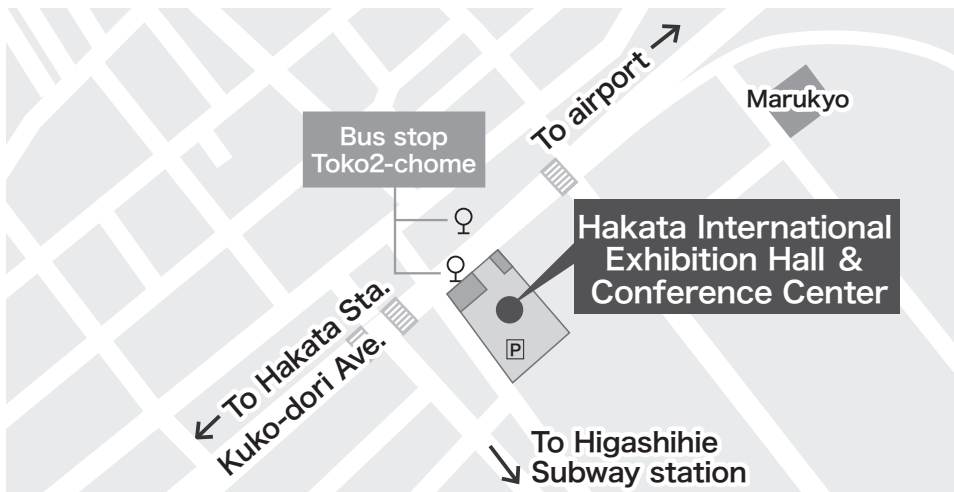 To airport
Marukyo
Bus stop
Toko2-chome
Hakata International
Exhibition Hall &
Conference Center
To Hakata Sta.
Kuko-dori Ave.
P
To Higashihie
Subway station